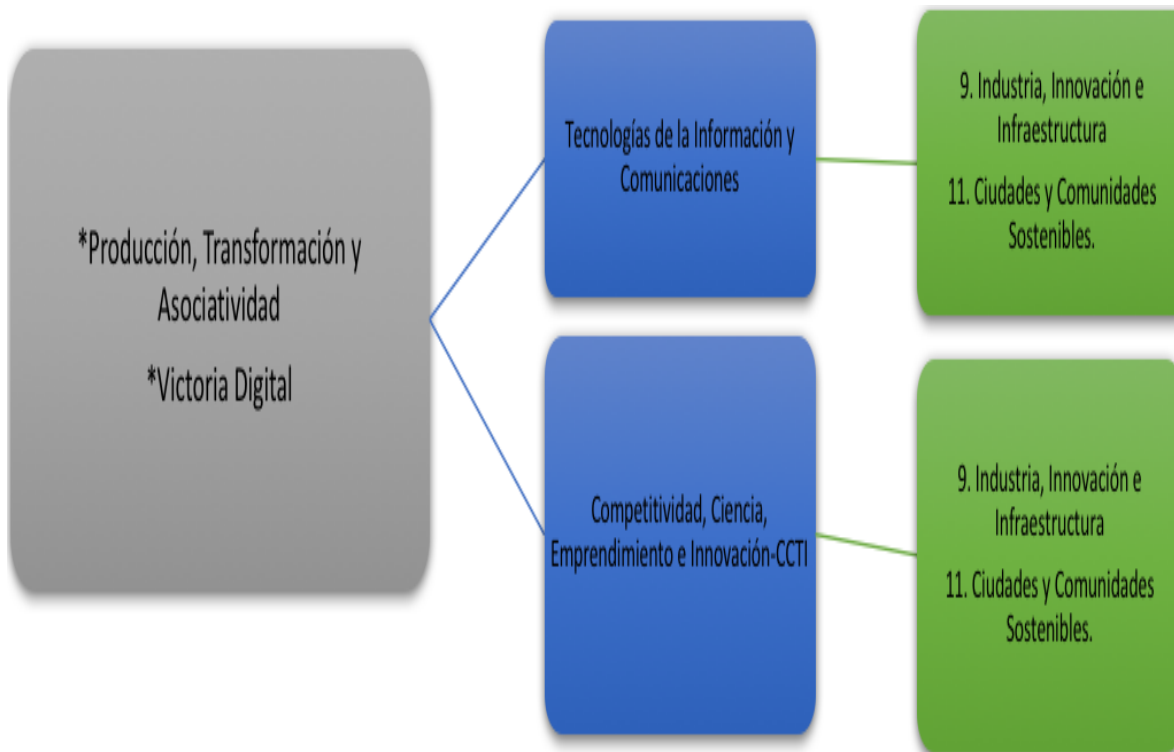 *Producción, Transformación y
Asociatividad
*Victoria Digital
Tecnologías de la Información y
Comunicaciones
9. Industria, Innovación e
Infraestructura
11. Ciudades y Comunidades
Sostenibles.
Competitividad, Ciencia,
Emprendimiento e Innovación-CCTI
9. Industria, Innovación e
Infraestructura
11. Ciudades y Comunidades
Sostenibles.